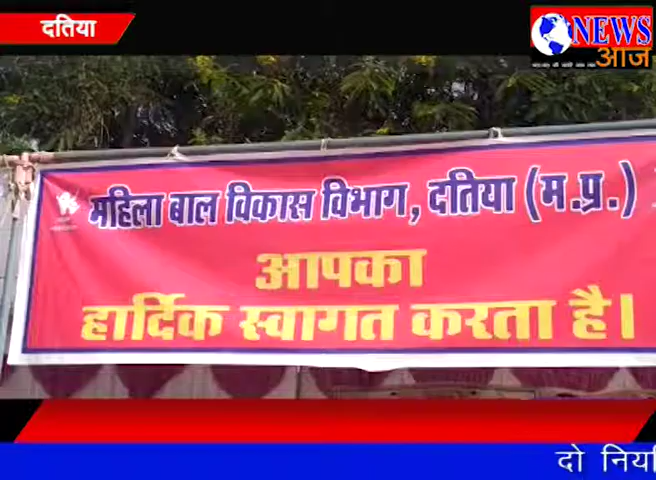 दतिया
NEWS
आज
महिला बाल विकास विभाग, दतिया (म.प्र.)
आपका
हार्दिक स्वागत करता है।
दो